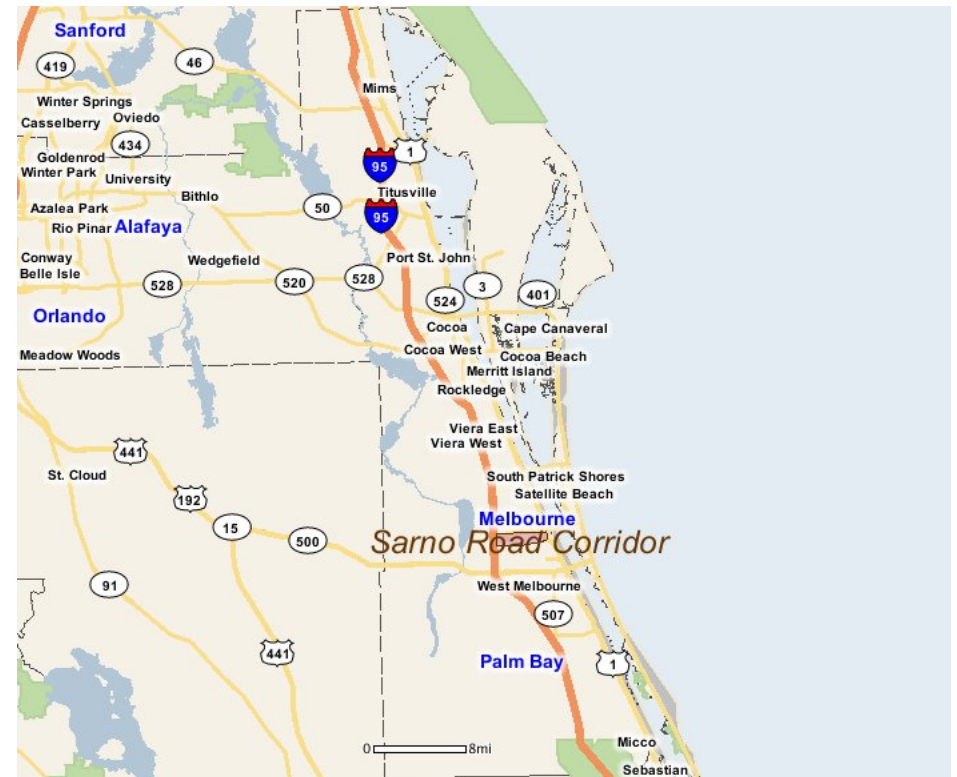 Sanford
419
46
Mims
Winter Springs
Casselberry
Oviedo
434
1
95
Goldenrod
Winter Park
University
Titusville
Bithlo
50
95
Azalea Park
Rio Pinar
Alafaya
Conway
Belle Isle
Wedgefield
Port St. John
528
520
528
524
3
401
Orlando
Cocoa
Cape Canaveral
Meadow Woods
Cocoa West
Cocoa Beach
Merritt Island
Rockledge
Viera East
Viera West
441
St. Cloud
South Patrick Shores
Satellite Beach
192
15
500
Melbourne
Sarno Road Corridor
91
West Melbourne
507
441
Palm Bay
1
0
8mi
Micco
Sebastian